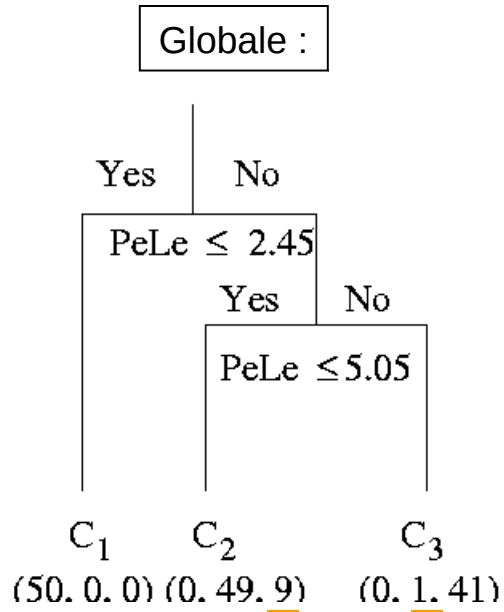 Globale :
Yes No
PeLe ≤ 2.45
Yes No
PeLe ≤5.05
C1 C2 C3
(50, 0, 0) (0, 49, 9) (0, 1, 41)